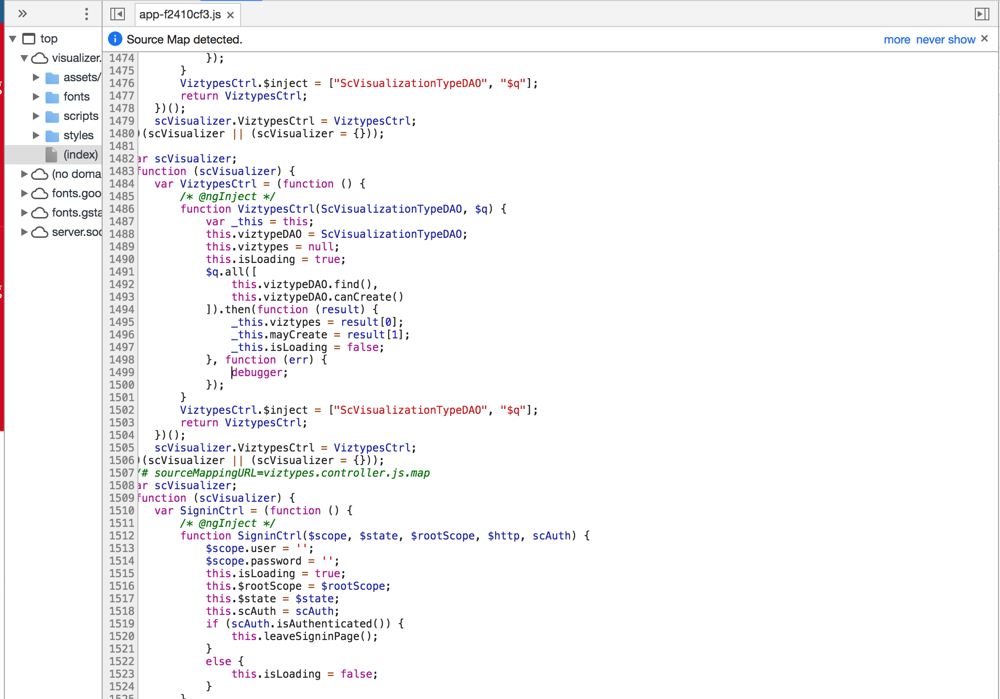 app-f2410cf3.js
top
Source Map detected.
more never show
visualizer.
assets/
fonts
scripts
styles
(index)
(no doma
fonts.goo
fonts.gsta
server.soc
1474 });
1475 }
1476 ViztypesCtrl.$inject = ["ScVisualizationTypeDAO", "$q"];
1477 return ViztypesCtrl;
1478 })();
1479 scVisualizer.ViztypesCtrl = ViztypesCtrl;
1480 )(scVisualizer || (scVisualizer = {}));
1481
1482 ar scVisualizer;
1483 function (scVisualizer) {
1484 var ViztypesCtrl = (function () {
1485 /* @ngInject */
1486 function ViztypesCtrl(ScVisualizationTypeDAO, $q) {
1487 var _this = this;
1488 this.viztypeDAO = ScVisualizationTypeDAO;
1489 this.viztypes = null;
1490 this.isLoading = true;
1491 $q.all([
1492 this.viztypeDAO.find(),
1493 this.viztypeDAO.canCreate()
1494 ]).then(function (result) {
1495 _this.viztypes = result[0];
1496 _this.mayCreate = result[1];
1497 _this.isLoading = false;
1498 }, function (err) {
1499 debugger;
1500 });
1501 }
1502 ViztypesCtrl.$inject = ["ScVisualizationTypeDAO", "$q"];
1503 return ViztypesCtrl;
1504 })();
1505 scVisualizer.ViztypesCtrl = ViztypesCtrl;
1506 )(scVisualizer || (scVisualizer = {}));
1507 /# sourceMappingURL=viztypes.controller.js.map
1508 ar scVisualizer;
1509 function (scVisualizer) {
1510 var SigninCtrl = (function () {
1511 /* @ngInject */
1512 function SigninCtrl($scope, $state, $rootScope, $http, scAuth) {
1513 $scope.user = '';
1514 $scope.password = '';
1515 this.isLoading = true;
1516 this.$rootScope = $rootScope;
1517 this.$state = $state;
1518 this.scAuth = scAuth;
1519 if (scAuth.isAuthenticated()) {
1520 this.leaveSigninPage();
1521 }
1522 else {
1523 this.isLoading = false;
1524 }
1525 }